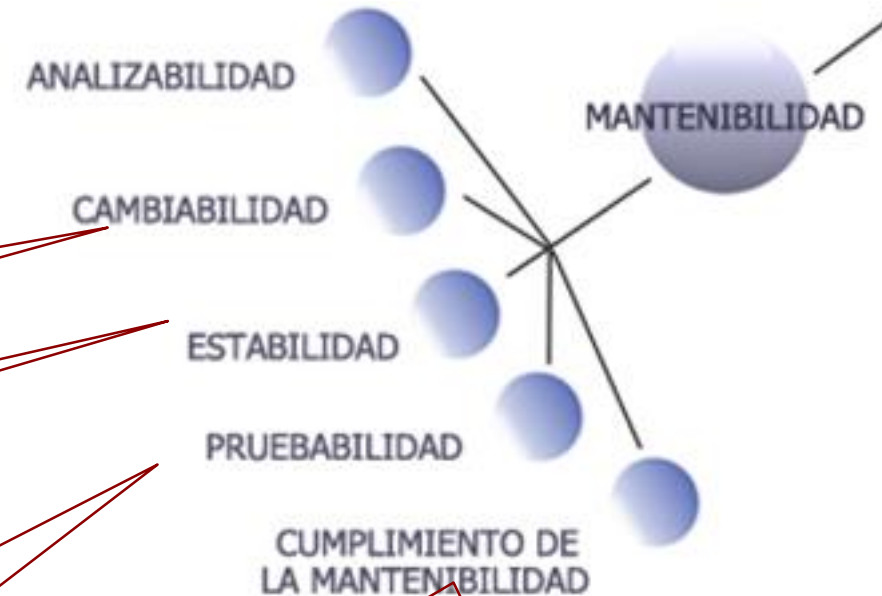 ANALIZABILIDAD
MANTENIBILIDAD
CAMBIABILIDAD
ESTABILIDAD
PRUEBABILIDAD
CUMPLIMIENTO DE
LA MANTENIBILIDAD